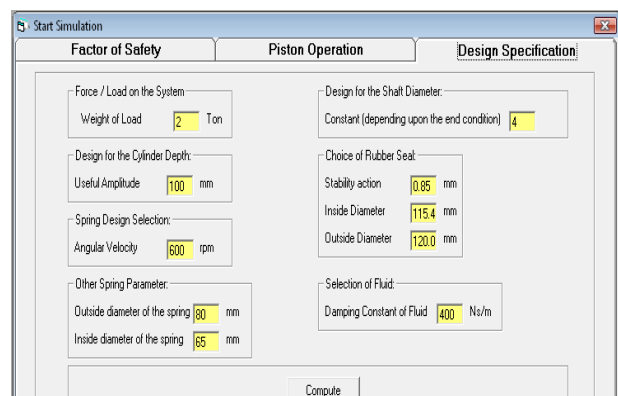 Start Simulation
Factor of Safety
Piston Operation
Design Specification
Force / Load on the System
Weight of Load 2 Ton
Design for the Cylinder Depth:
Useful Amplitude 100 mm
Spring Design Selection:
Angular Velocity 600 rpm
Other Spring Parameter:
Outside diameter of the spring 80 mm
Inside diameter of the spring 65 mm
Design for the Shaft Diameter:
Constant (depending upon the end condition) 4
Choice of Rubber Seal:
Stability action 0.85 mm
Inside Diameter 115.4 mm
Outside Diameter 120.0 mm
Selection of Fluid:
Damping Constant of Fluid 400 Ns/m
Compute